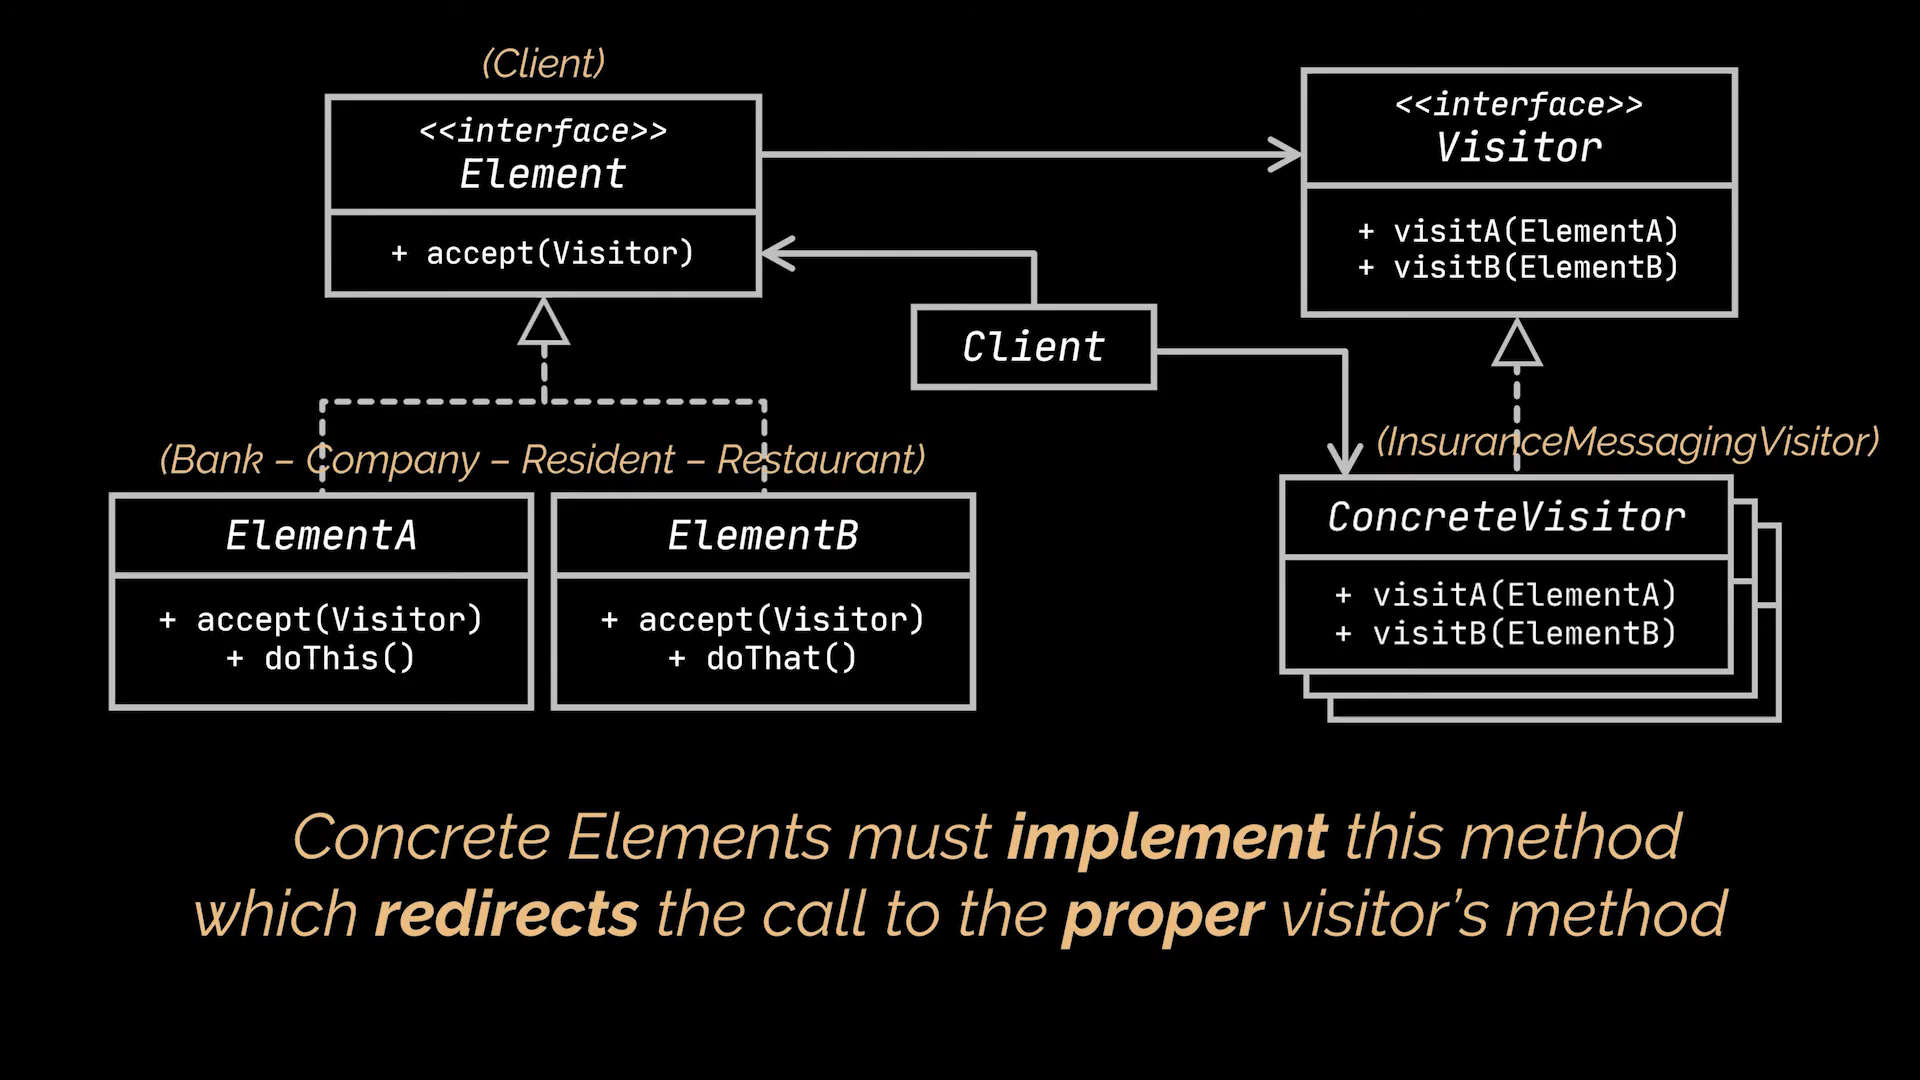 (Client)
<<interface>>
Element
+ accept(Visitor)
<<interface>>
Visitor
+ visitA(ElementA)
+ visitB(ElementB)
Client
(Bank – Company – Resident – Restaurant)
ElementA
+ accept(Visitor)
+ doThis()
ElementB
+ accept(Visitor)
+ doThat()
(InsuranceMessagingVisitor)
ConcreteVisitor
+ visitA(ElementA)
+ visitB(ElementB)
Concrete Elements must implement this method
which redirects the call to the proper visitor’s method